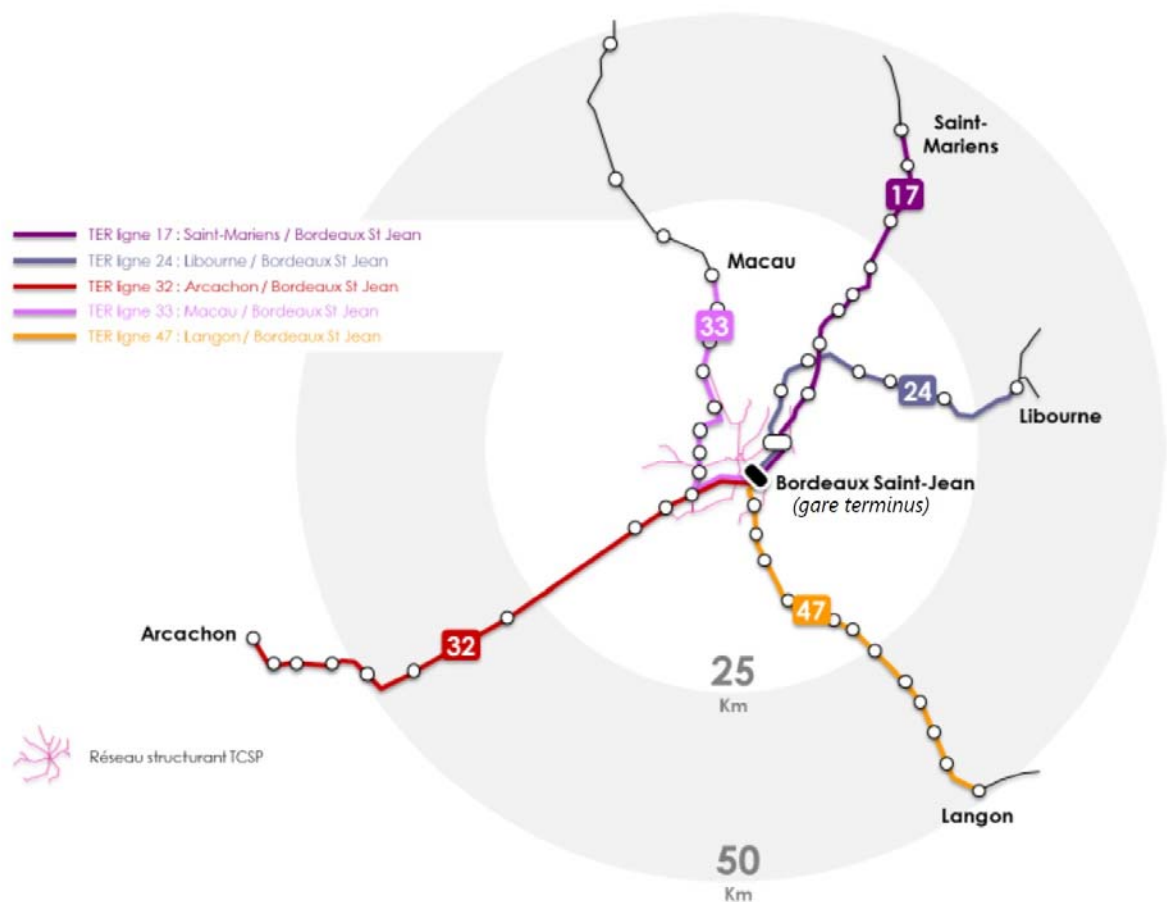 Saint-
Mariens
17
TER ligne 17 : Saint-Mariens / Bordeaux St Jean
TER ligne 24 : Libourne / Bordeaux St Jean
TER ligne 32 : Arcachon / Bordeaux St Jean
TER ligne 33 : Macau / Bordeaux St Jean
TER ligne 47 : Langon / Bordeaux St Jean
Macau
33
24
Libourne
Bordeaux Saint-Jean
(gare terminus)
47
Arcachon
32
25
Km
Réseau structurant TCSP
Langon
50
Km